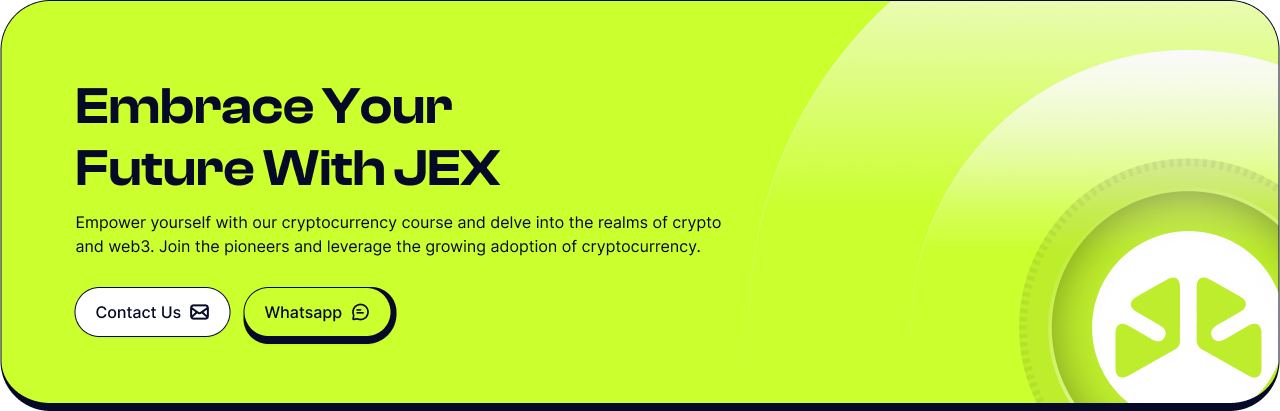 Embrace Your
Future With JEX
Empower yourself with our cryptocurrency course and delve into the realms of crypto
and web3. Join the pioneers and leverage the growing adoption of cryptocurrency.
Contact Us
Whatsapp